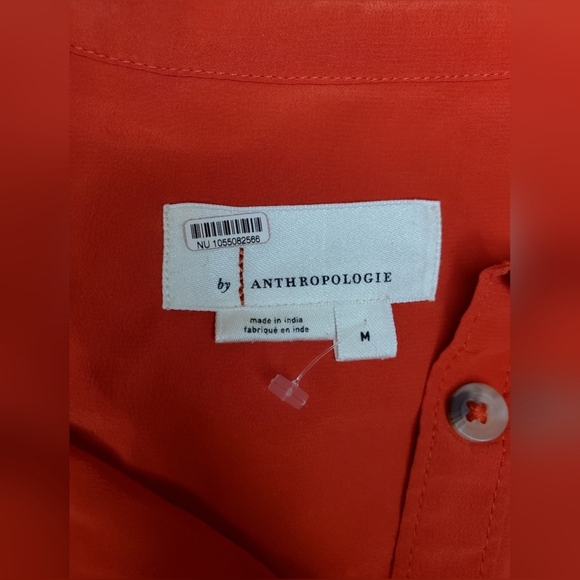 NU 1055082566
by ANTHROPOLOGIE
made in india
fabriqué en inde
M